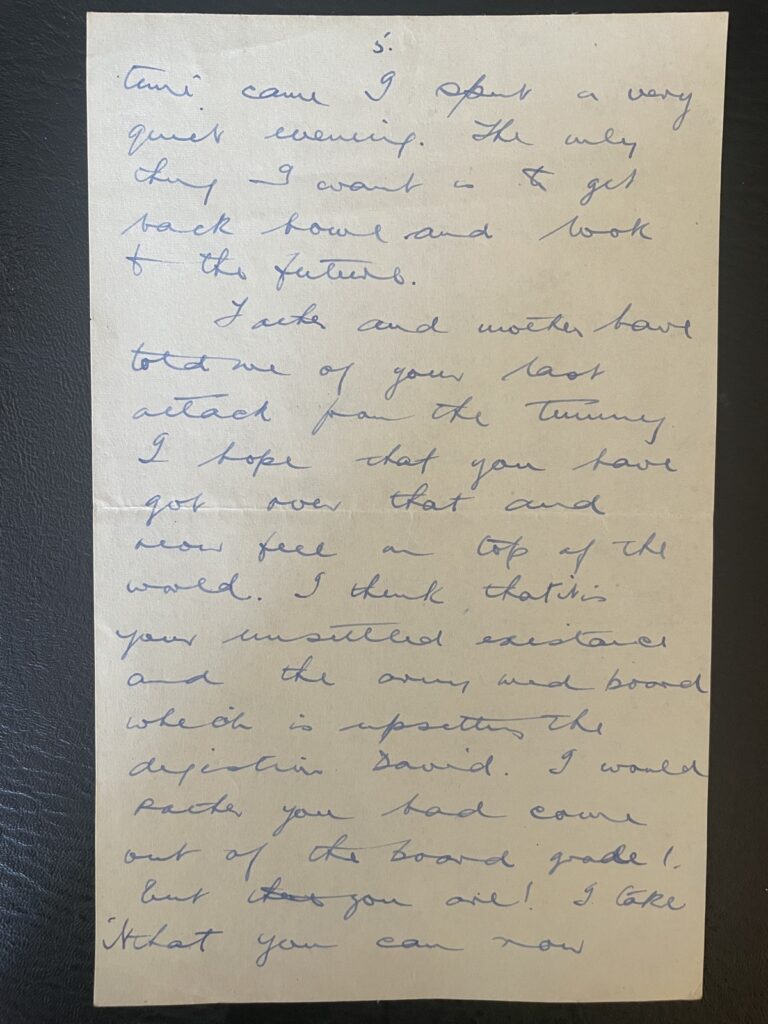 5.
time came I spent a very
quiet evening. The only
thing I want is to get
back home and look
to the future.
Father and mother have
told me of your last
attack from the tummy
I hope that you have
got over that and
now feel on top of the
world. I think that it is
your unsettled existance
and the army med board
which is upsetting the
digestion David. I would
rather you had come
out of the board grade 1.
but you are! I take
it that you can now